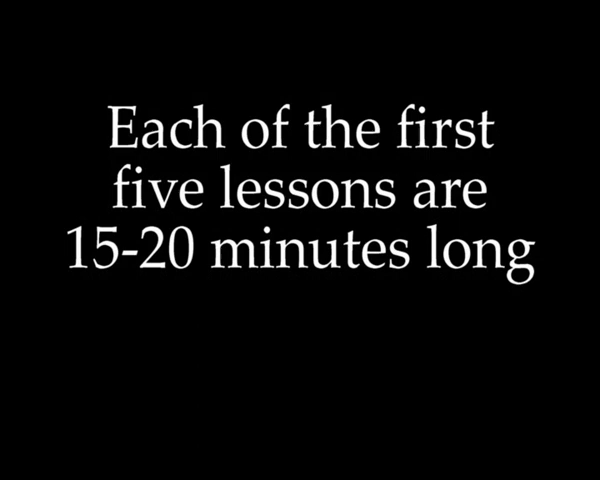 Each of the first
five lessons are
15-20 minutes long